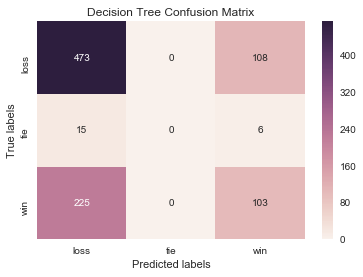 Decision Tree Confusion Matrix
True labels
loss
473
0
108
tie
15
0
6
win
225
0
103
loss
tie
win
Predicted labels
400
320
240
160
80
0